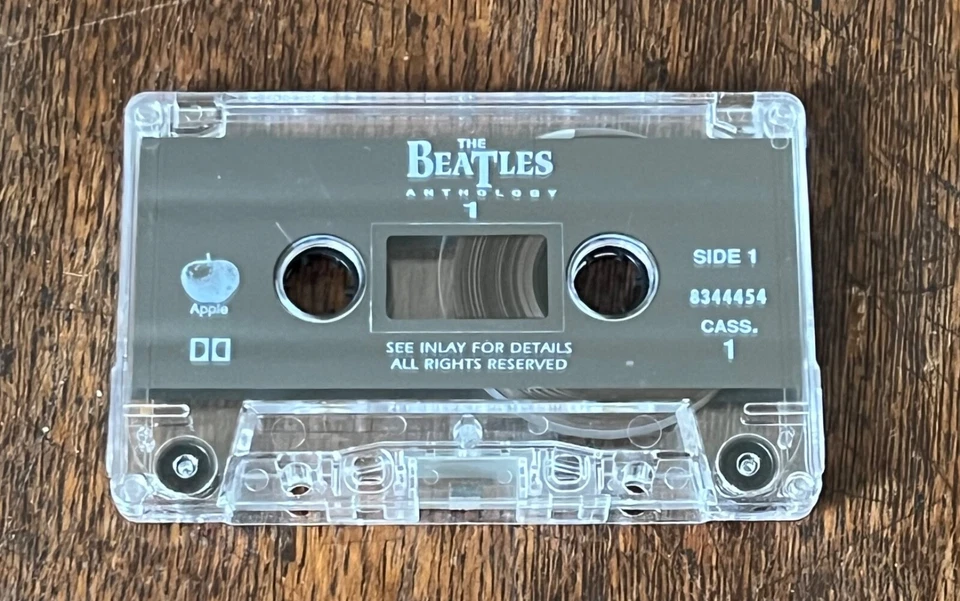 THE
BEATLES
ANTHOLOGY
1
Apple
SIDE 1
8344454
CASS.
1
SEE INLAY FOR DETAILS
ALL RIGHTS RESERVED